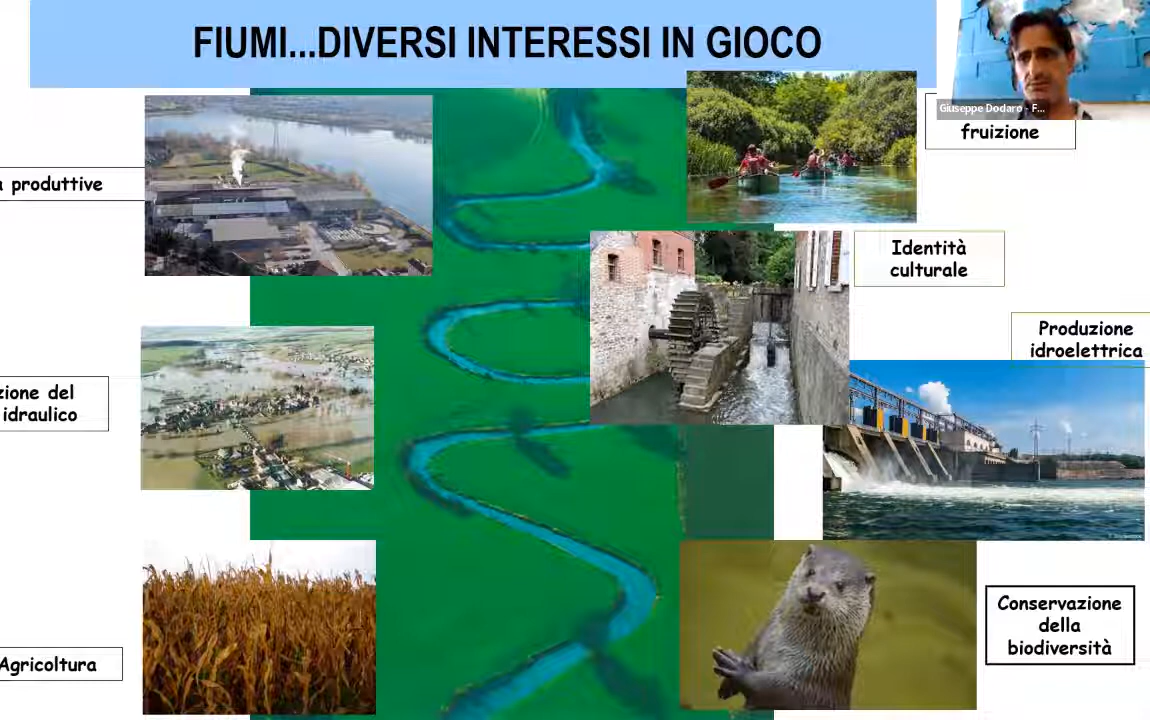 FIUMI...DIVERSI INTERESSI IN GIOCO
Giuseppe Dodaro - F...
fruizione
produttive
Identità
culturale
Produzione
idroelettrica
zione del
idraulico
Conservazione
della
biodiversità
Agricoltura